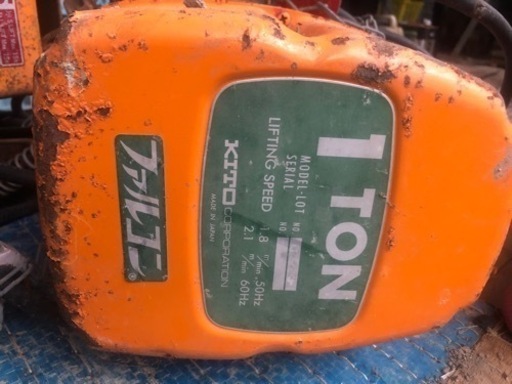 1 TON
MODEL-LOT NO.
SERIAL NO.
LIFTING SPEED 1.8 m/min, 50Hz
2.1 m/min 60Hz
KITO CORPORATION
MADE IN JAPAN
ファルコン®